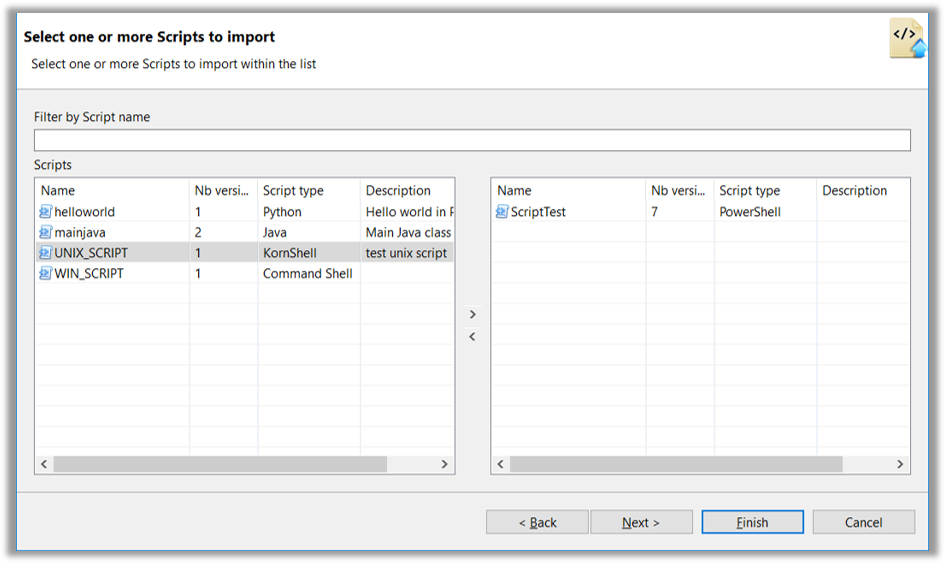 Select one or more Scripts to import
</>
Select one or more Scripts to import within the list
Filter by Script name
Scripts
Name Nb versi... Script type Description
helloworld 1 Python Hello world in P
mainjava 2 Java Main Java class
UNIX_SCRIPT 1 KornShell test unix script
WIN_SCRIPT 1 Command Shell
Name Nb versi... Script type Description
ScriptTest 7 PowerShell
>
<
< Back Next > Finish Cancel